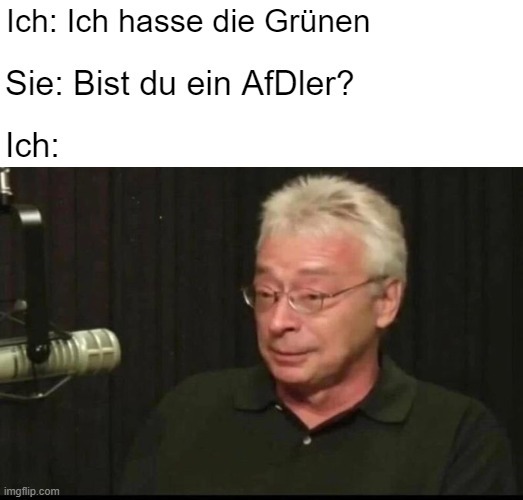 Ich: Ich hasse die Grünen
Sie: Bist du ein AfDler?
Ich:
imgflip.com